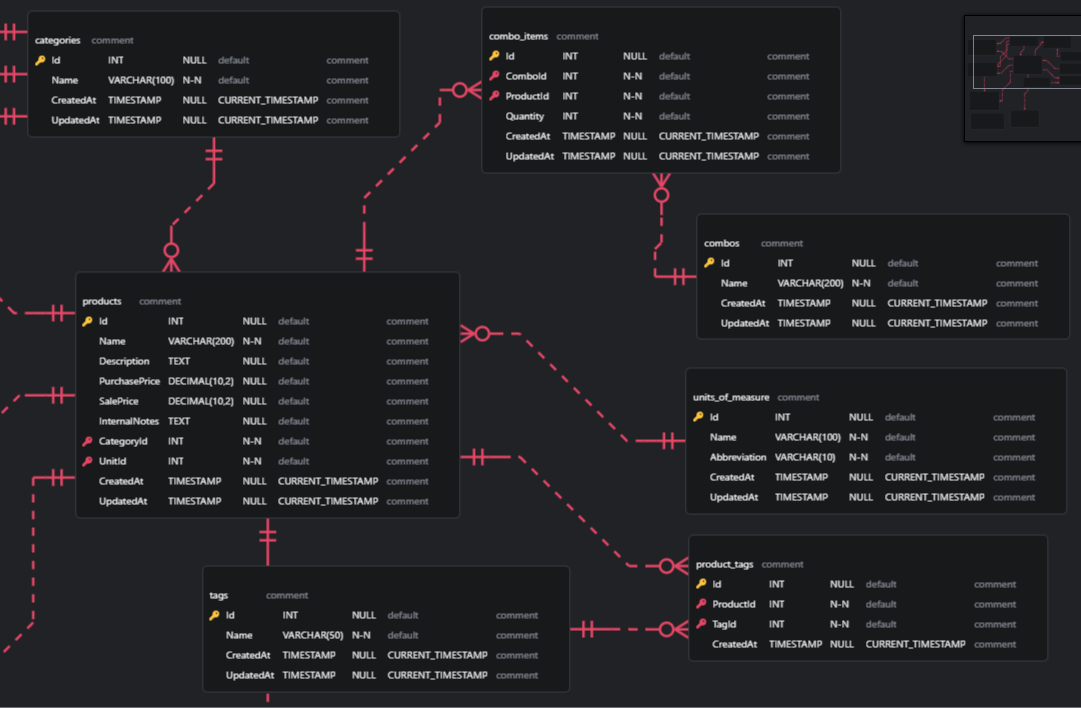 categories comment
Id INT NULL default comment
Name VARCHAR(100) N-N default comment
CreatedAt TIMESTAMP NULL CURRENT_TIMESTAMP comment
UpdatedAt TIMESTAMP NULL CURRENT_TIMESTAMP comment
combo_items comment
Id INT NULL default comment
ComboId INT N-N default comment
ProductId INT N-N default comment
Quantity INT N-N default comment
CreatedAt TIMESTAMP NULL CURRENT_TIMESTAMP comment
UpdatedAt TIMESTAMP NULL CURRENT_TIMESTAMP comment
combos comment
Id INT NULL default comment
Name VARCHAR(200) N-N default comment
CreatedAt TIMESTAMP NULL CURRENT_TIMESTAMP comment
UpdatedAt TIMESTAMP NULL CURRENT_TIMESTAMP comment
products comment
Id INT NULL default comment
Name VARCHAR(200) N-N default comment
Description TEXT NULL default comment
PurchasePrice DECIMAL(10,2) NULL default comment
SalePrice DECIMAL(10,2) NULL default comment
InternalNotes TEXT NULL default comment
CategoryId INT N-N default comment
UnitId INT N-N default comment
CreatedAt TIMESTAMP NULL CURRENT_TIMESTAMP comment
UpdatedAt TIMESTAMP NULL CURRENT_TIMESTAMP comment
units_of_measure comment
Id INT NULL default comment
Name VARCHAR(100) N-N default comment
Abbreviation VARCHAR(10) N-N default comment
CreatedAt TIMESTAMP NULL CURRENT_TIMESTAMP comment
UpdatedAt TIMESTAMP NULL CURRENT_TIMESTAMP comment
product_tags comment
Id INT NULL default comment
ProductId INT N-N default comment
TagId INT N-N default comment
CreatedAt TIMESTAMP NULL CURRENT_TIMESTAMP comment
tags comment
Id INT NULL default comment
Name VARCHAR(50) N-N default comment
CreatedAt TIMESTAMP NULL CURRENT_TIMESTAMP comment
UpdatedAt TIMESTAMP NULL CURRENT_TIMESTAMP comment